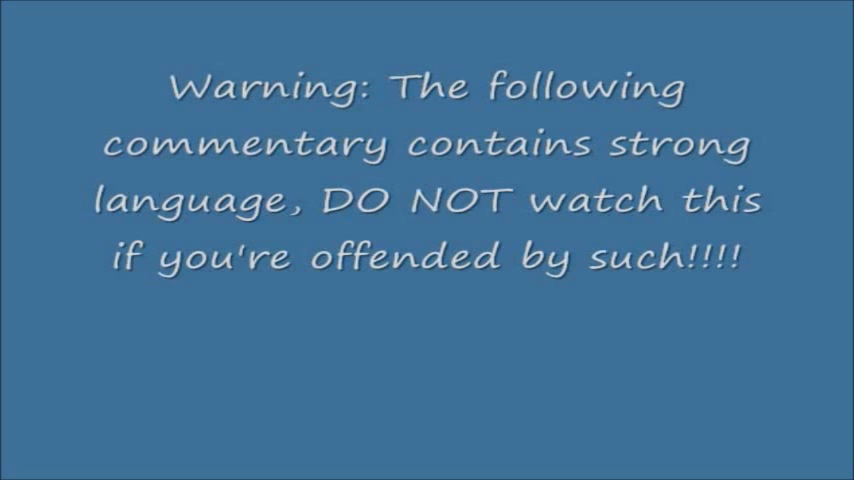 Warning: The following
commentary contains strong
language, DO NOT watch this
if you're offended by such!!!!